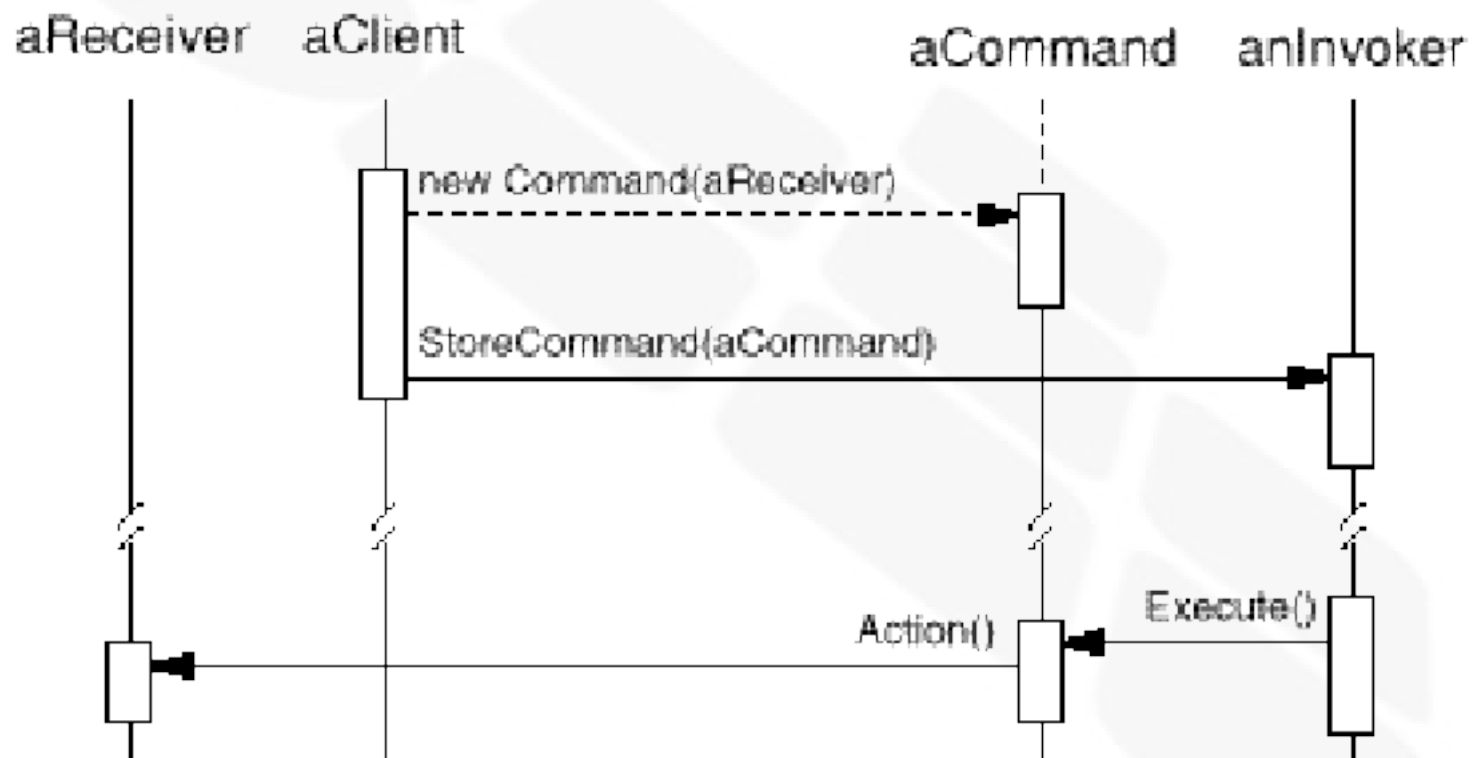 aReceiver aClient aCommand anInvoker
new Command(aReceiver)
StoreCommand(aCommand)
Execute()
Action()